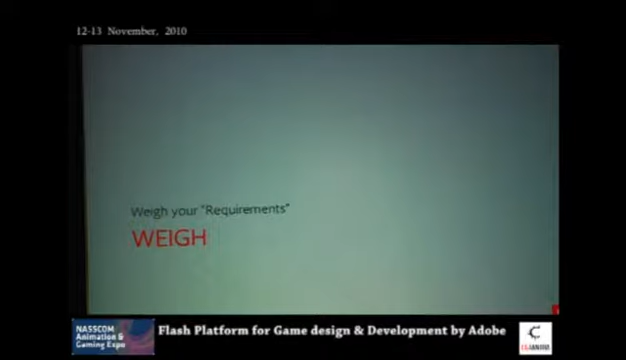 12-13 November, 2010
Weigh your "Requirements"
WEIGH
NASSCOM
Animation &
Gaming Expo
Flash Platform for Game design & Development by Adobe